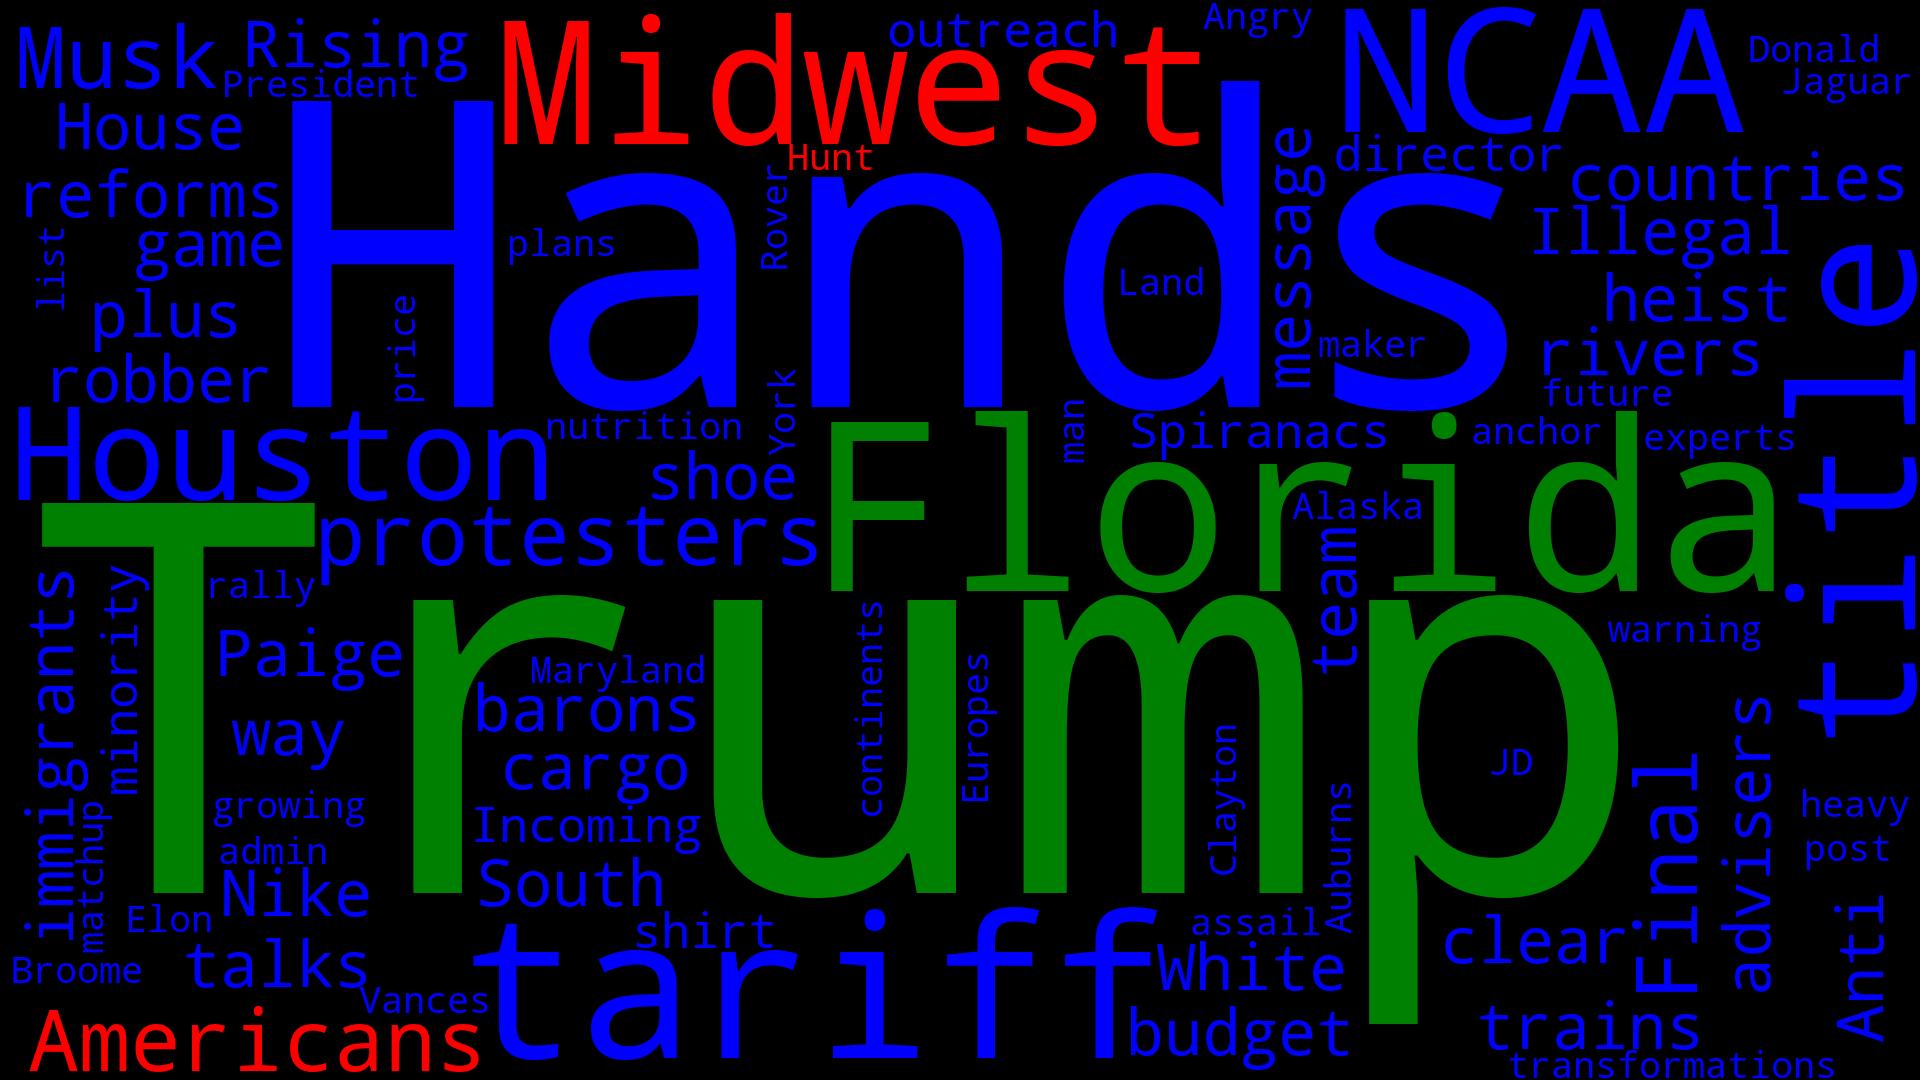 Musk
Rising
President
Midwest
outreach
Angry
NCAA
Donald
Jaguar
House
Hunt
director
countries
reforms
Hands
Rover
message
Illegal
list
game
plans
Land
heist
title
plus
price
maker
rivers
robber
York
future
Houston
nutrition
man
Spiranacs
anchor
experts
shoe
Florida
Alaska
protesters
team
Trump
rally
immigrants
minority
Paige
Maryland
continents
Europes
warning
barons
way
cargo
Clayton
JD
Final
advisers
growing
matchup
Incoming
Auburns
heavy
admin
post
Nike
South
Elon
shirt
assail
clear
Anti
talks
Broome
Vances
tariff
White
Americans
budget
trains
transformations